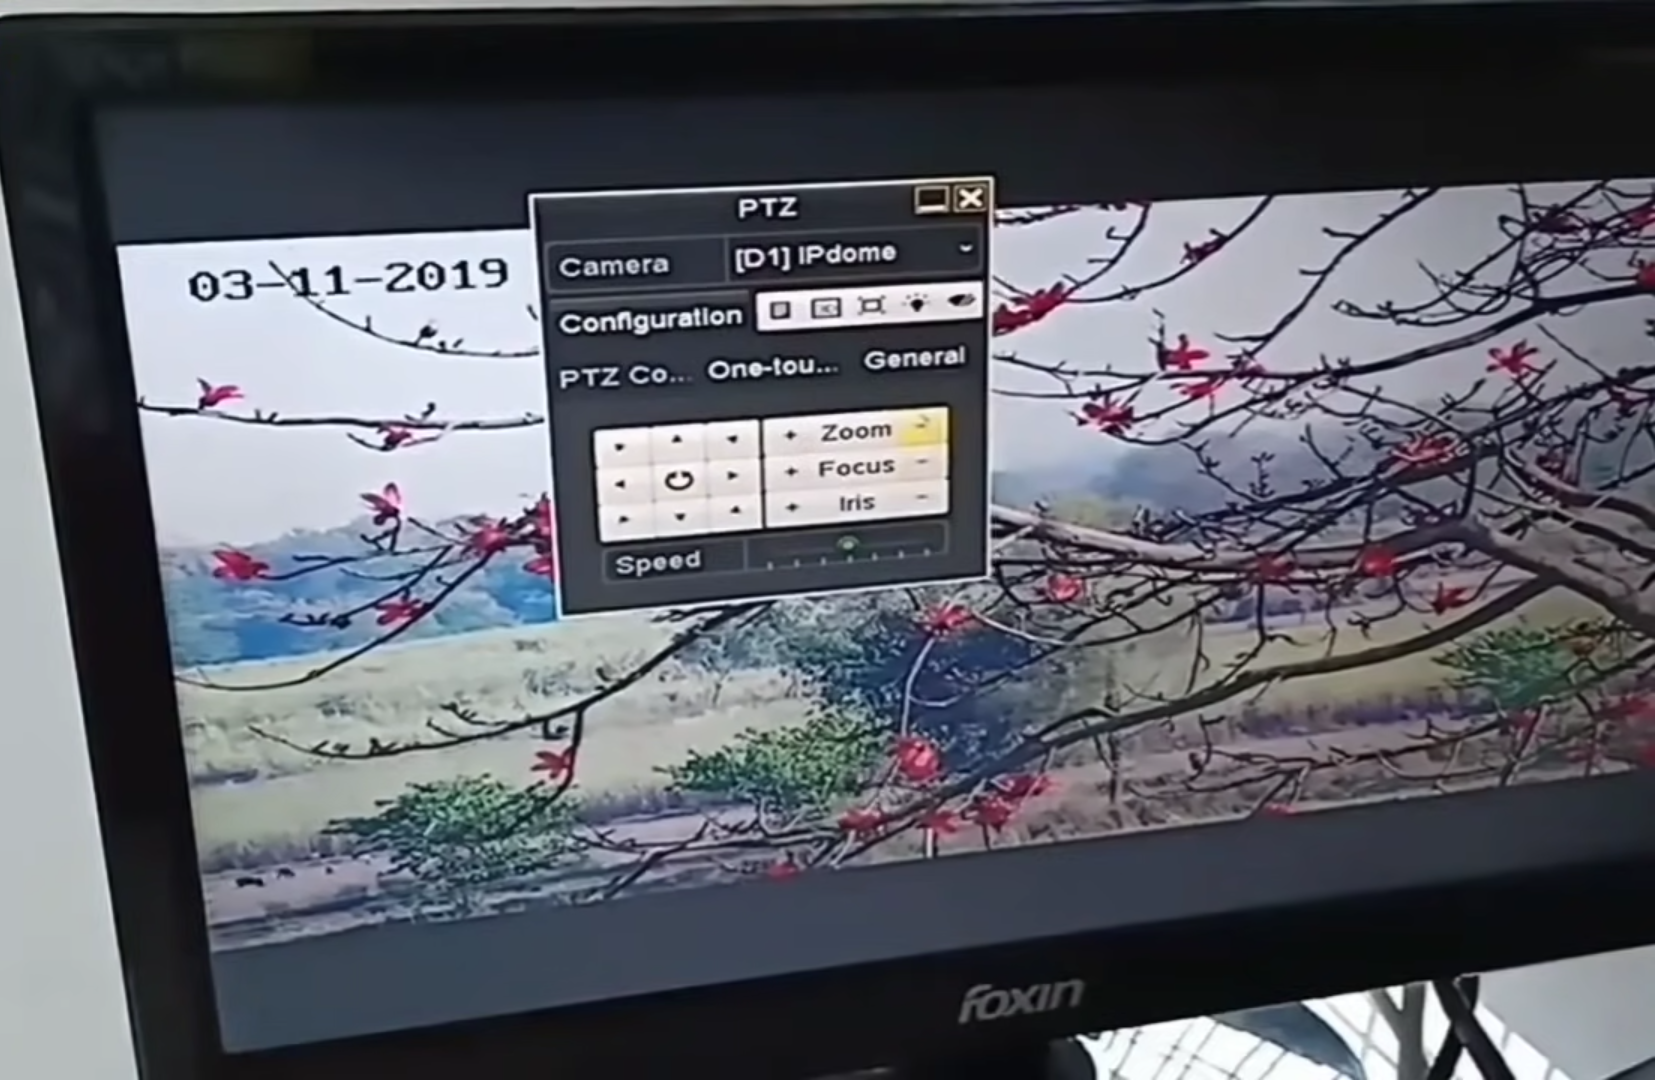 PTZ
03-11-2019
Camera [D1] IPdome
Configuration
PTZ Co... One-tou... General
+ Zoom
+ Focus -
+ Iris -
Speed
foxin